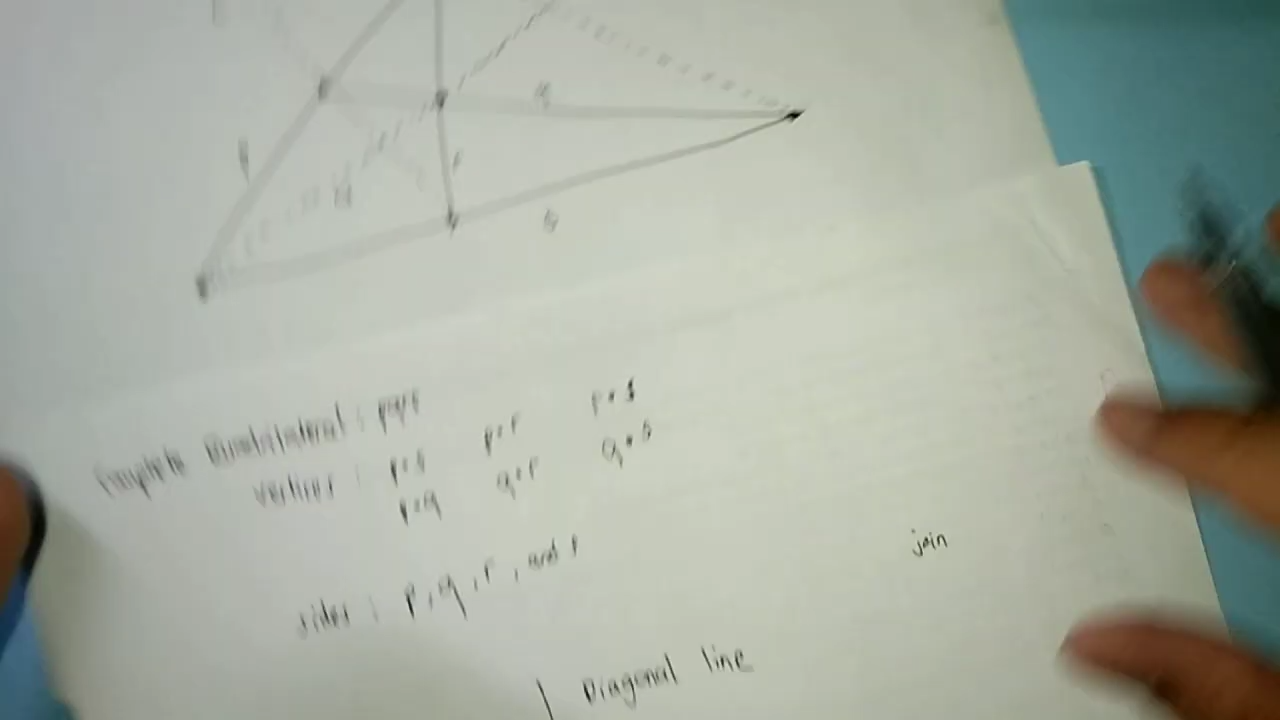 Complete Quadrilateral : pqrs
vertices : p•s p•r r•s
p•q q•r q•s
sides : p, q, r, and s
join
Diagonal line